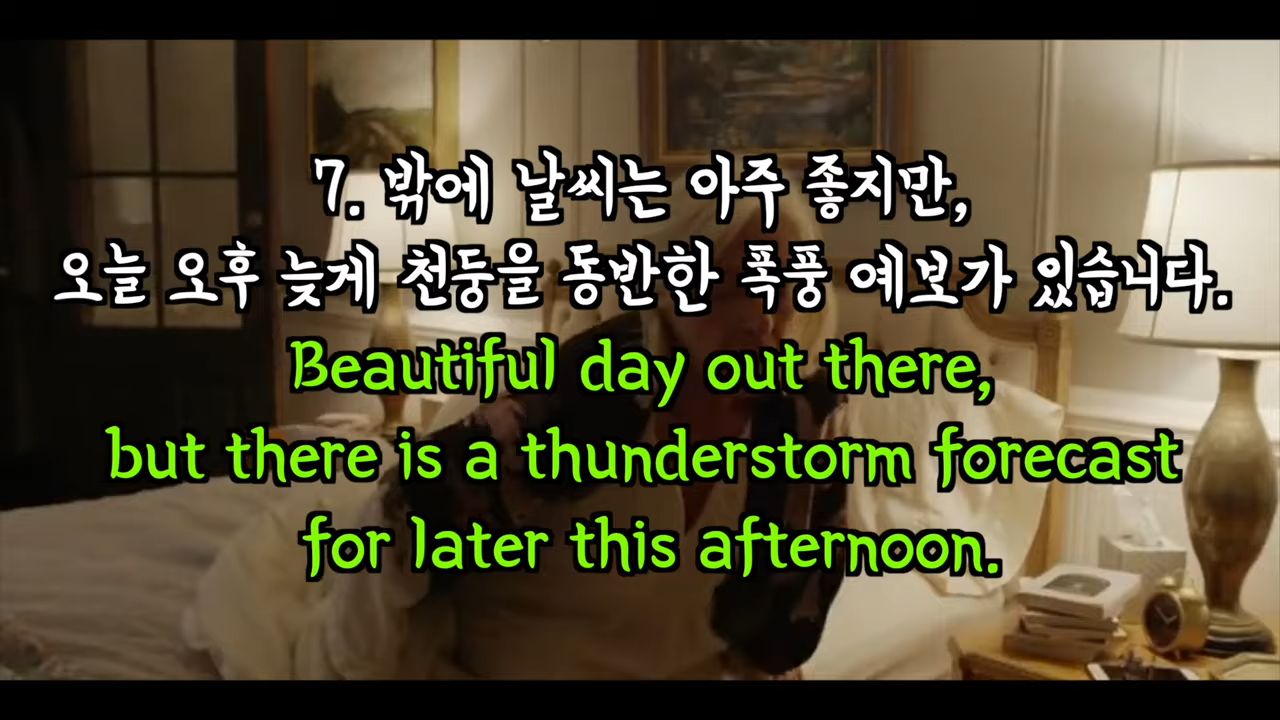 7. 밖에 날씨는 아주 좋지만,
오늘 오후 늦게 천둥을 동반한 폭풍 예보가 있습니다.
Beautiful day out there,
but there is a thunderstorm forecast
for later this afternoon.